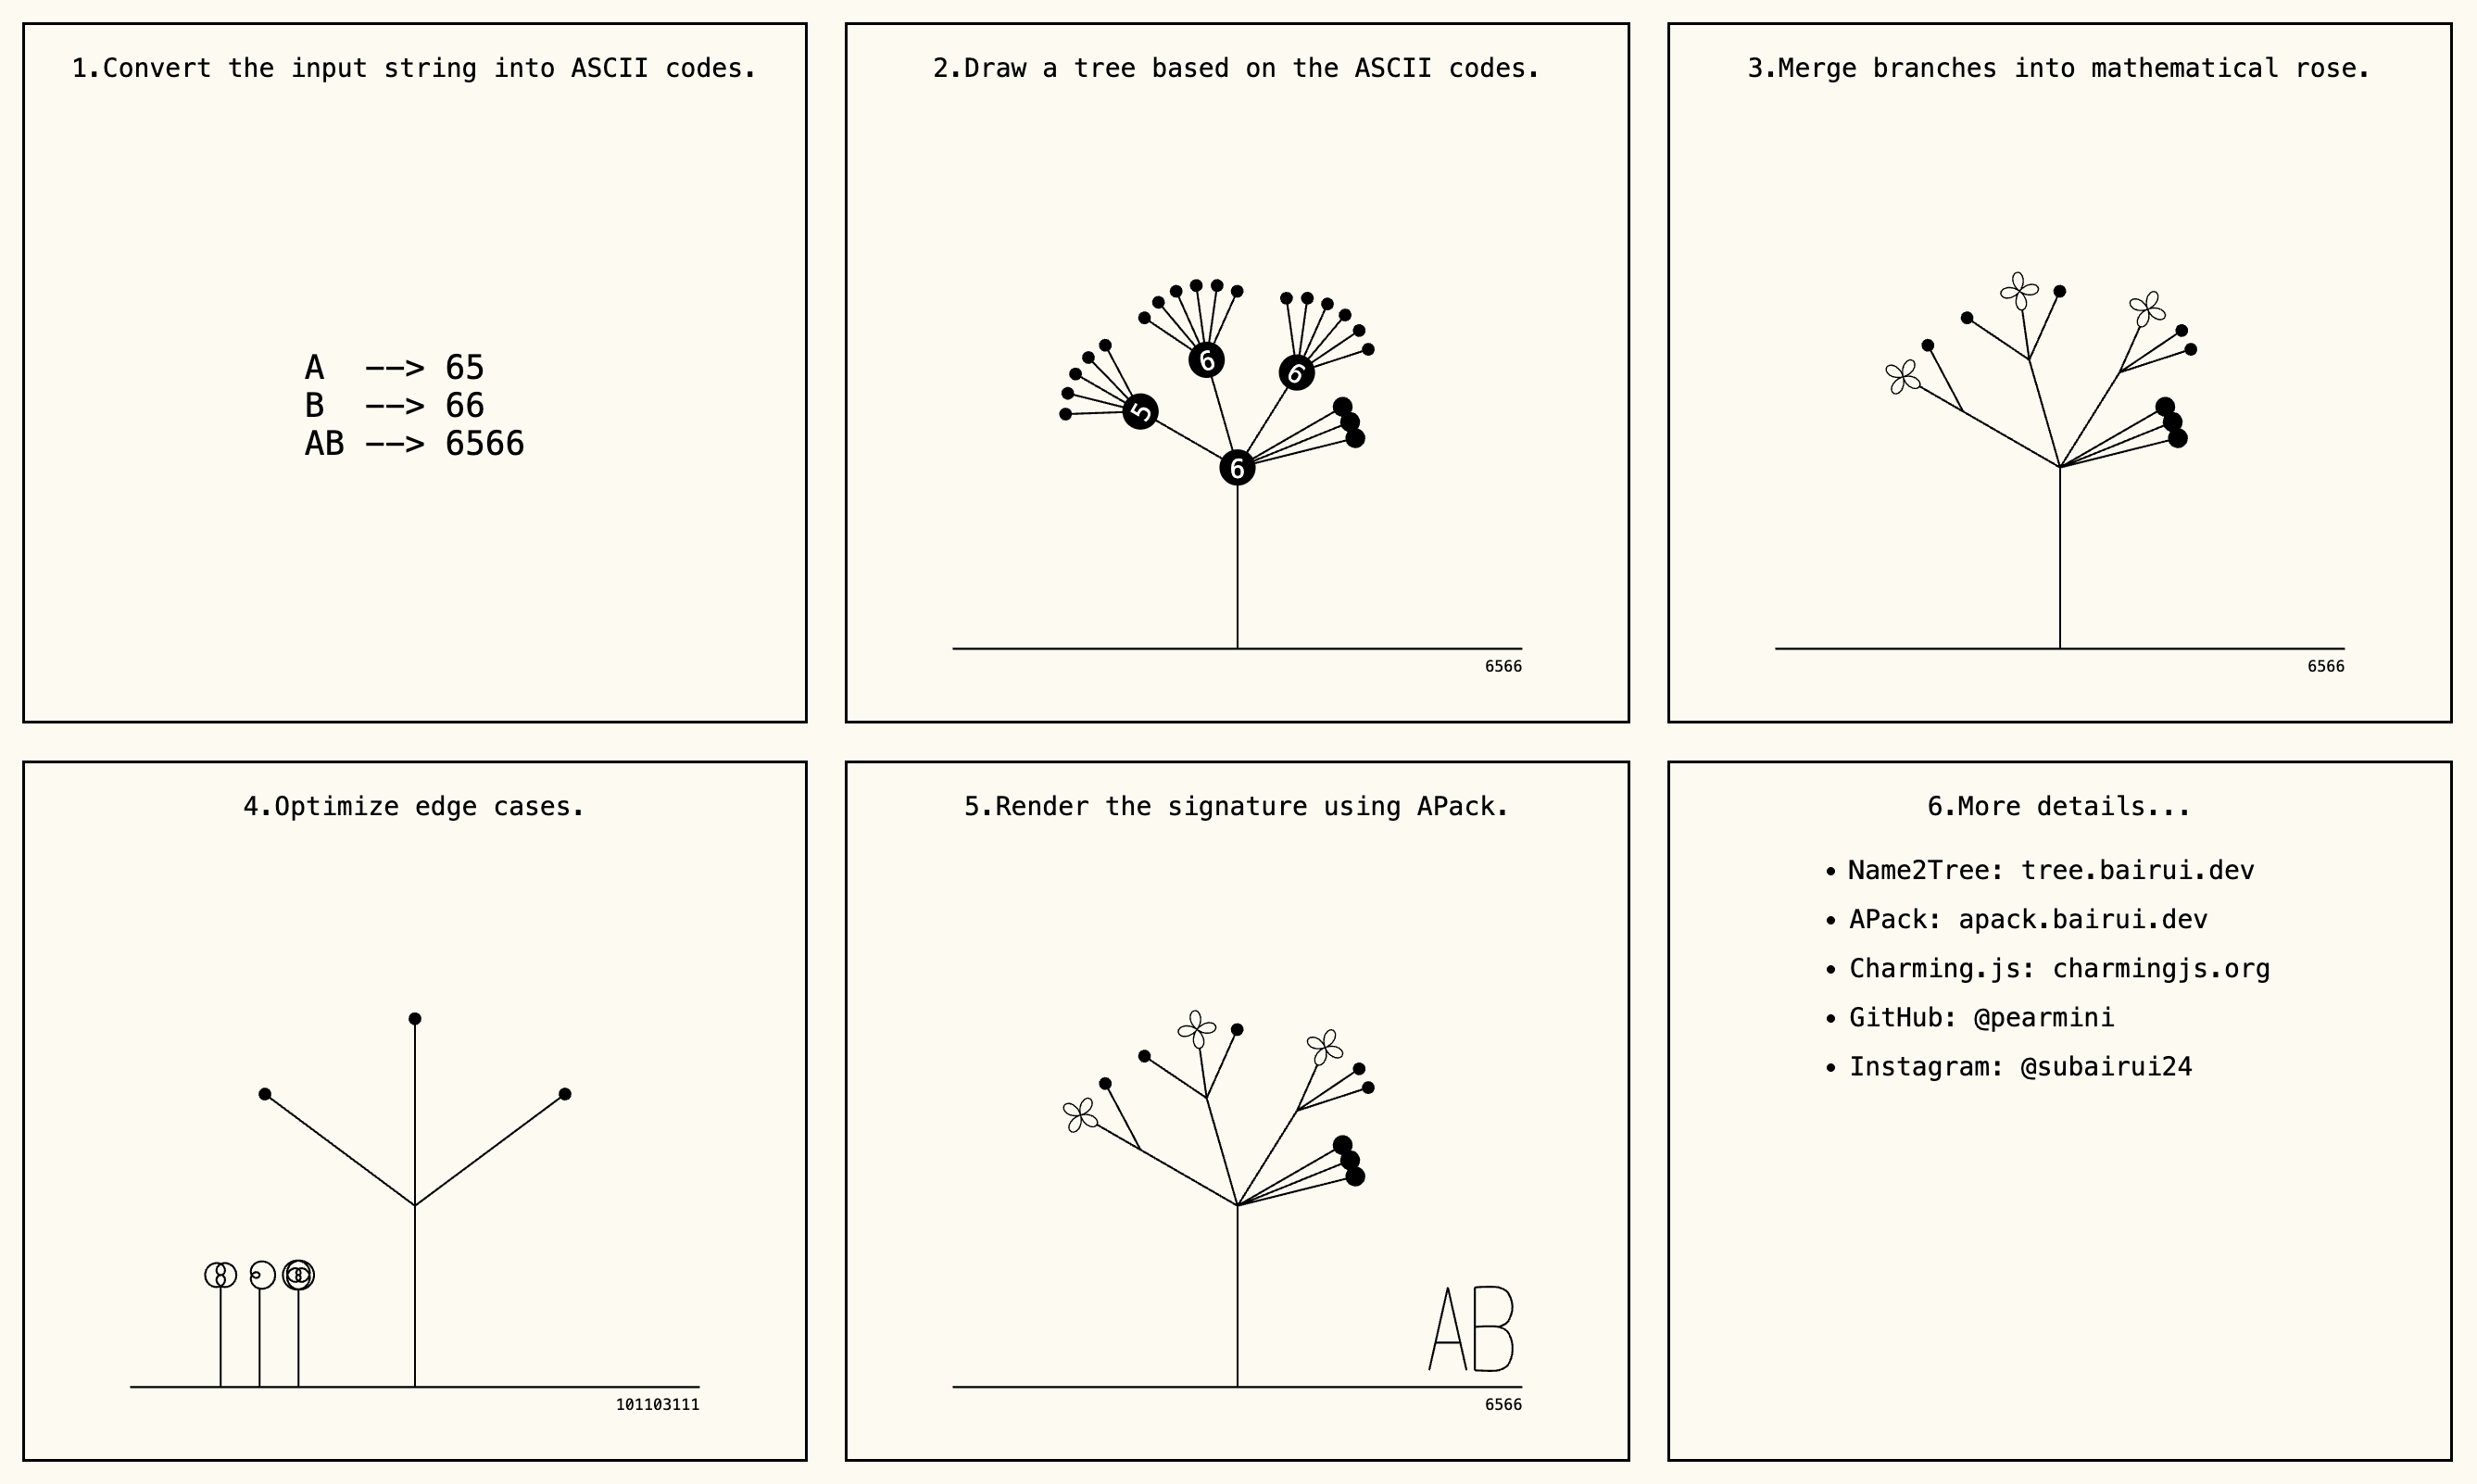 1.Convert the input string into ASCII codes.
A --> 65
B --> 66
AB --> 6566
2.Draw a tree based on the ASCII codes.
6
6
5
6
6566
3.Merge branches into mathematical rose.
6566
4.Optimize edge cases.
101103111
5.Render the signature using APack.
AB
6566
6.More details...
• Name2Tree: tree.bairui.dev
• APack: apack.bairui.dev
• Charming.js: charmingjs.org
• GitHub: @pearmini
• Instagram: @subairui24